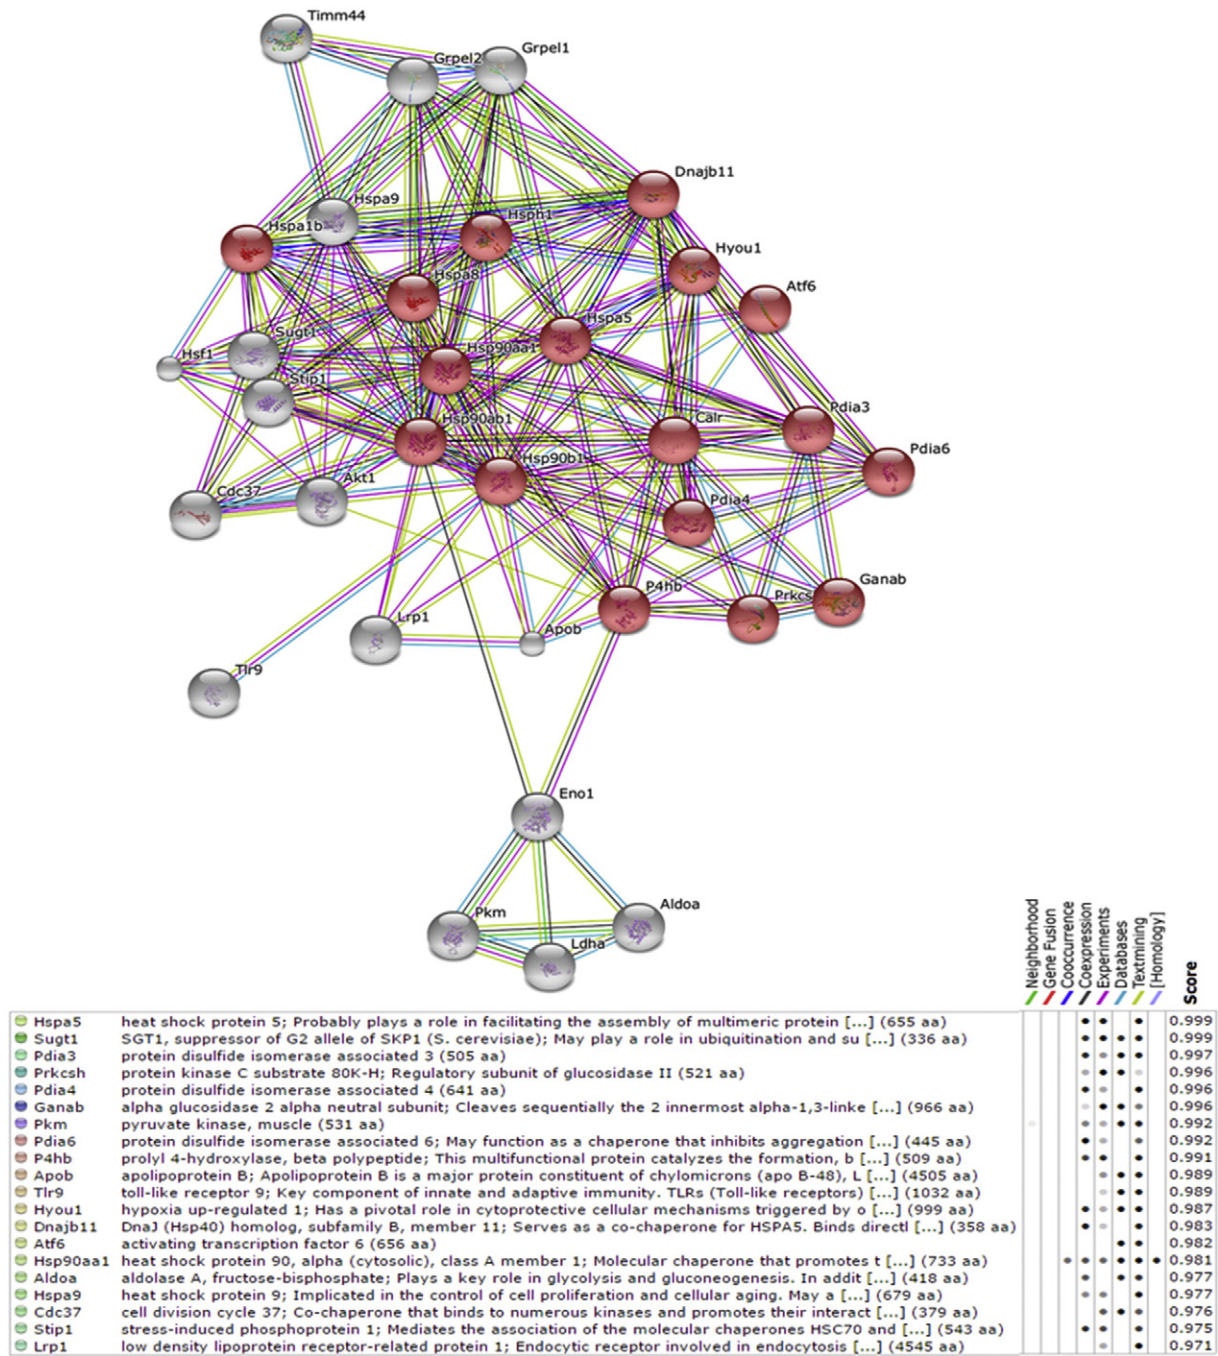 Timm44
Grpel2
Grpel1
Dnajb11
Hspa9
Hspa1b
Hsph1
Hyou1
Hspa8
Atf6
Hspa5
Sugt1
Hsp90aa1
Hsf1
Stip1
Pdia3
Hsp90ab1
Calr
Pdia6
Hsp90b1
Cdc37
Akt1
Pdia4
P4hb
Prkcs
Ganab
Lrp1
Apob
Tlr9
Eno1
Pkm
Aldoa
Ldha
Neighborhood
Gene Fusion
Cooccurrence
Coexpression
Experiments
Databases
Textmining
[Homology]
Score
Hspa5 heat shock protein 5; Probably plays a role in facilitating the assembly of multimeric protein [...] (655 aa) 0.999
Sugt1 SGT1, suppressor of G2 allele of SKP1 (S. cerevisiae); May play a role in ubiquitination and su [...] (336 aa) 0.999
Pdia3 protein disulfide isomerase associated 3 (505 aa) 0.997
Prkcsh protein kinase C substrate 80K-H; Regulatory subunit of glucosidase II (521 aa) 0.996
Pdia4 protein disulfide isomerase associated 4 (641 aa) 0.996
Ganab alpha glucosidase 2 alpha neutral subunit; Cleaves sequentially the 2 innermost alpha-1,3-linke [...] (966 aa) 0.996
Pkm pyruvate kinase, muscle (531 aa) 0.992
Pdia6 protein disulfide isomerase associated 6; May function as a chaperone that inhibits aggregation [...] (445 aa) 0.992
P4hb prolyl 4-hydroxylase, beta polypeptide; This multifunctional protein catalyzes the formation, b [...] (509 aa) 0.991
Apob apolipoprotein B; Apolipoprotein B is a major protein constituent of chylomicrons (apo B-48), L [...] (4505 aa) 0.989
Tlr9 toll-like receptor 9; Key component of innate and adaptive immunity. TLRs (Toll-like receptors) [...] (1032 aa) 0.989
Hyou1 hypoxia up-regulated 1; Has a pivotal role in cytoprotective cellular mechanisms triggered by o [...] (999 aa) 0.987
Dnajb11 DnaJ (Hsp40) homolog, subfamily B, member 11; Serves as a co-chaperone for HSPA5. Binds directl [...] (358 aa) 0.983
Atf6 activating transcription factor 6 (656 aa) 0.982
Hsp90aa1 heat shock protein 90, alpha (cytosolic), class A member 1; Molecular chaperone that promotes t [...] (733 aa) 0.981
Aldoa aldolase A, fructose-bisphosphate; Plays a key role in glycolysis and gluconeogenesis. In addit [...] (418 aa) 0.977
Hspa9 heat shock protein 9; Implicated in the control of cell proliferation and cellular aging. May a [...] (679 aa) 0.977
Cdc37 cell division cycle 37; Co-chaperone that binds to numerous kinases and promotes their interact [...] (379 aa) 0.976
Stip1 stress-induced phosphoprotein 1; Mediates the association of the molecular chaperones HSC70 and [...] (543 aa) 0.975
Lrp1 low density lipoprotein receptor-related protein 1; Endocytic receptor involved in endocytosis [...] (4545 aa) 0.971